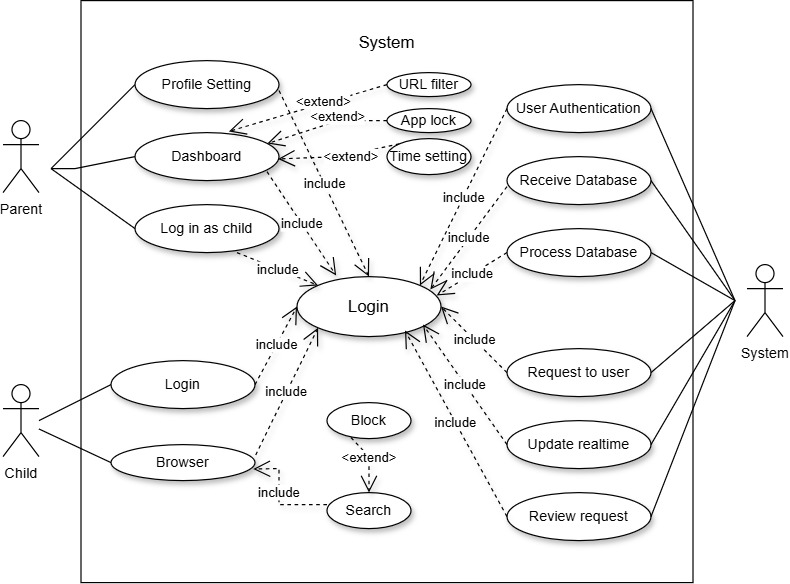 System
Profile Setting
URL filter
<extend>
User Authentication
<extend>
App lock
Parent
Dashboard
<extend>
Time setting
include
Receive Database
include
Log in as child
include
include
Process Database
include
include
Login
System
include
Request to user
include
Login
include
include
Child
Block
include
Update realtime
Browser
<extend>
include
Search
Review request